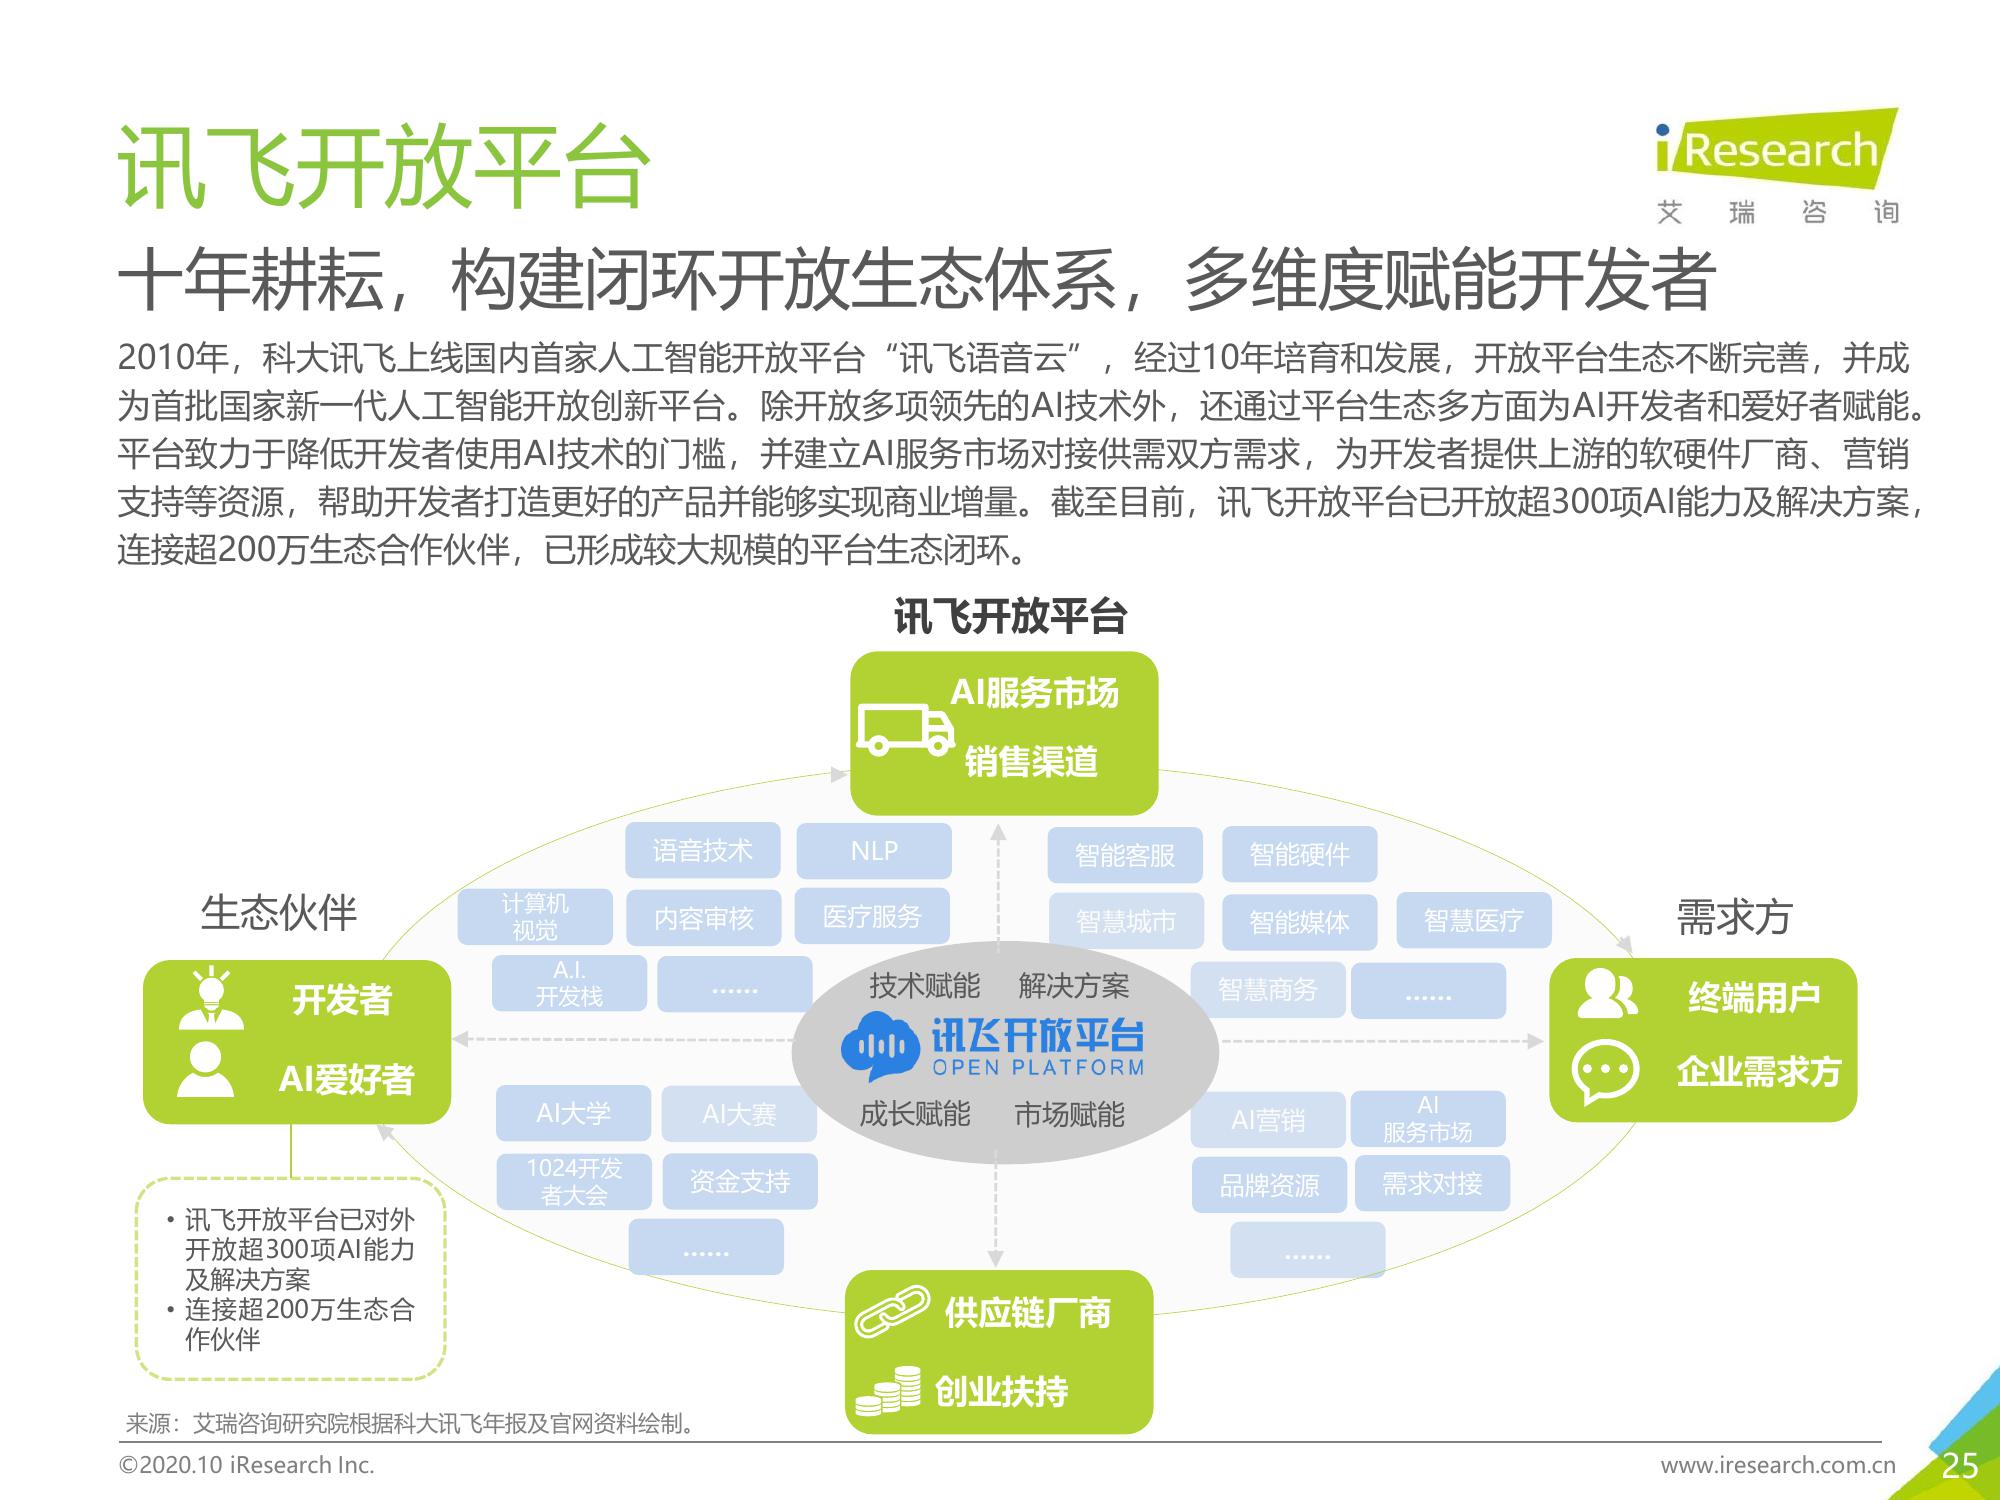 讯飞开放平台
iResearch
艾瑞咨询
十年耕耘，构建闭环开放生态体系，多维度赋能开发者
2010年，科大讯飞上线国内首家人工智能开放平台“讯飞语音云”，经过10年培育和发展，开放平台生态不断完善，并成
为首批国家新一代人工智能开放创新平台。除开放多项领先的AI技术外，还通过平台生态多方面为AI开发者和爱好者赋能。
平台致力于降低开发者使用AI技术的门槛，并建立AI服务市场对接供需双方需求，为开发者提供上游的软硬件厂商、营销
支持等资源，帮助开发者打造更好的产品并能够实现商业增量。截至目前，讯飞开放平台已开放超300项AI能力及解决方案，
连接超200万生态合作伙伴，已形成较大规模的平台生态闭环。
讯飞开放平台
AI服务市场
销售渠道
语音技术
NLP
计算机
视觉
内容审核
医疗服务
A.I.
开发栈
......
智能客服
智能硬件
智慧城市
智能媒体
智慧医疗
智慧商务
......
生态伙伴
开发者
AI爱好者
技术赋能
解决方案
讯飞开放平台
OPEN PLATFORM
成长赋能
市场赋能
需求方
终端用户
企业需求方
AI大学
AI大赛
1024开发
者大会
资金支持
......
AI营销
AI
服务市场
品牌资源
需求对接
......
• 讯飞开放平台已对外
开放超300项AI能力
及解决方案
• 连接超200万生态合
作伙伴
供应链厂商
创业扶持
来源：艾瑞咨询研究院根据科大讯飞年报及官网资料绘制。
©2020.10 iResearch Inc.
www.iresearch.com.cn
25